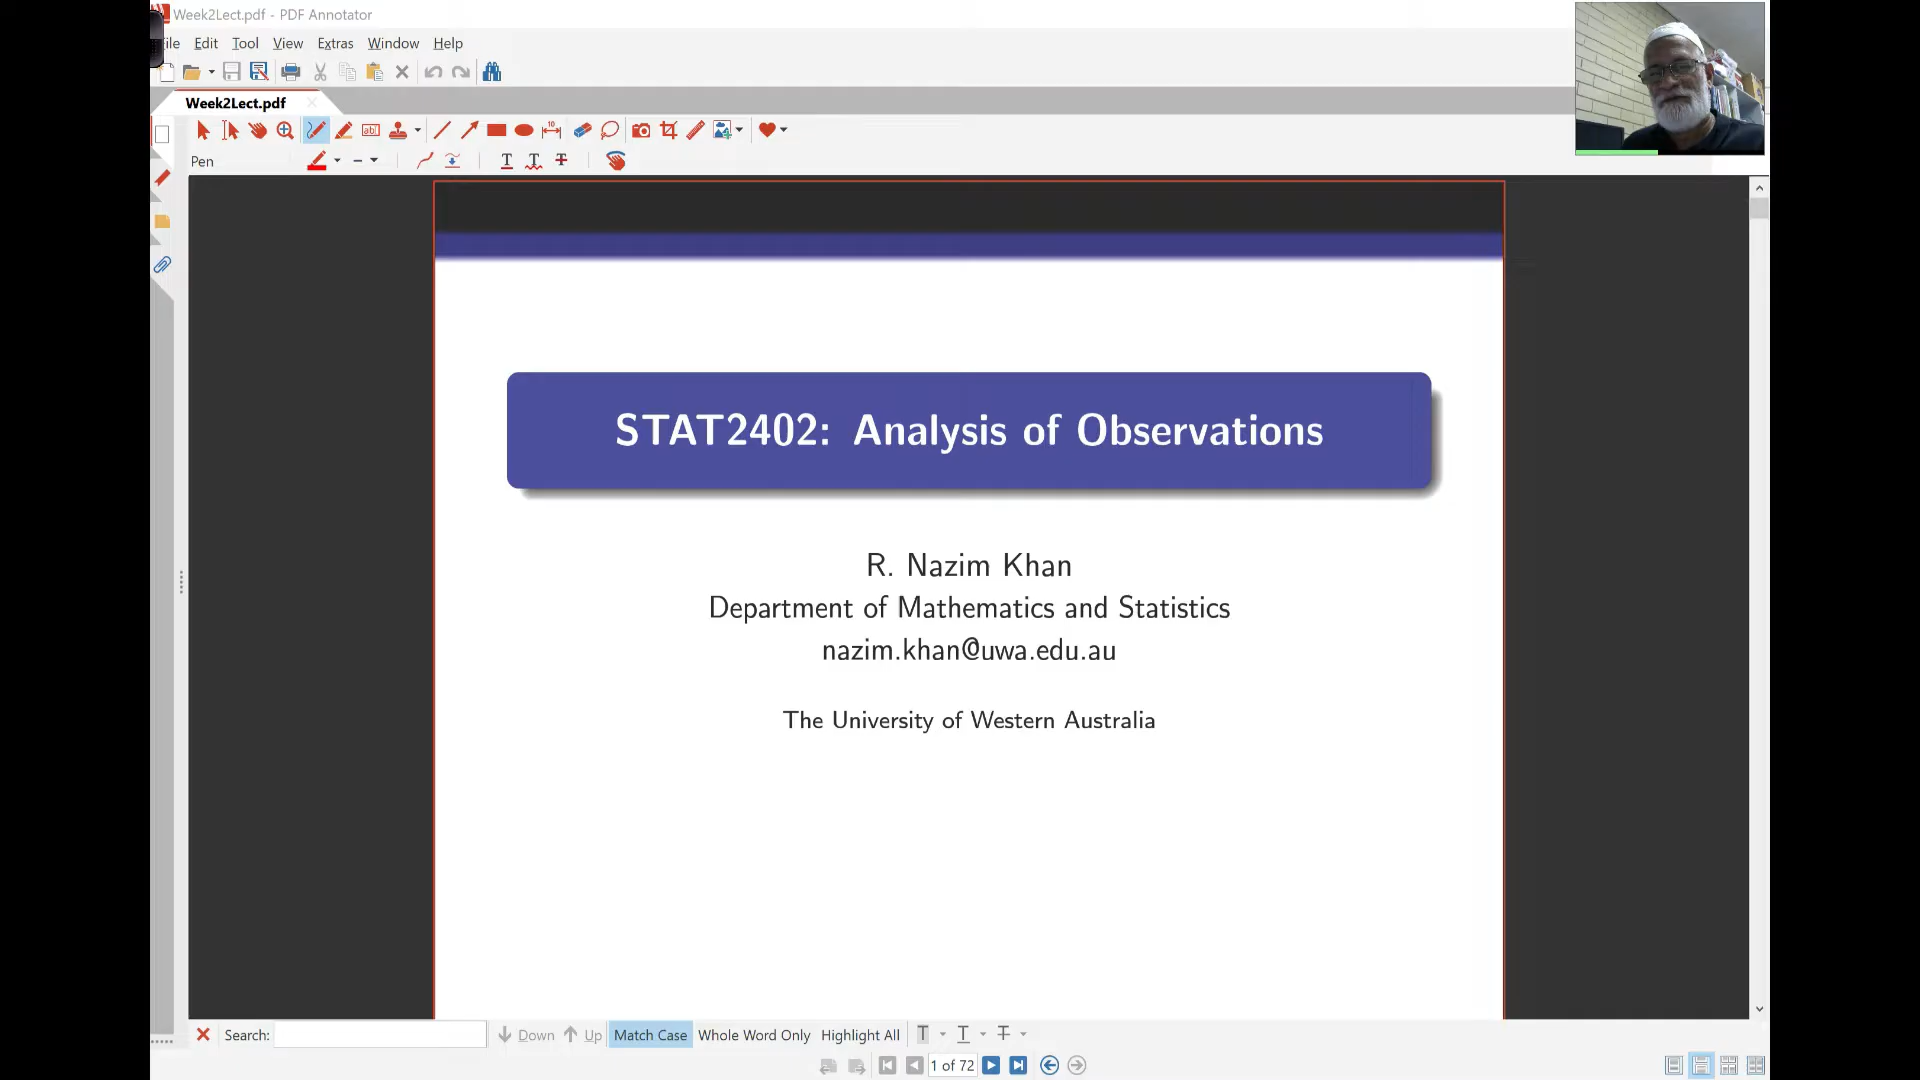 Week2Lect.pdf - PDF Annotator
ile Edit Tool View Extras Window Help
Week2Lect.pdf
Pen
STAT2402: Analysis of Observations
R. Nazim Khan
Department of Mathematics and Statistics
nazim.khan@uwa.edu.au
The University of Western Australia
Search: Down Up Match Case Whole Word Only Highlight All
1 of 72